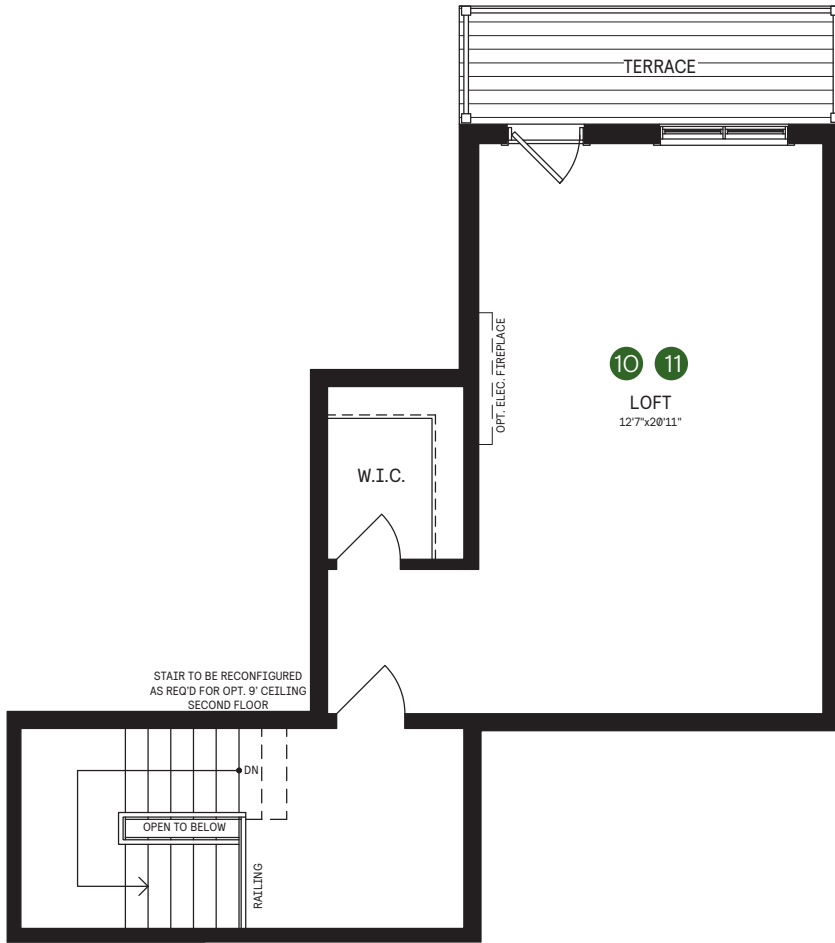 TERRACE
OPT. ELEC. FIREPLACE
10 11
LOFT
12'7"x20'11"
W.I.C.
STAIR TO BE RECONFIGURED
AS REQ'D FOR OPT. 9' CEILING
SECOND FLOOR
DN
OPEN TO BELOW
RAILING